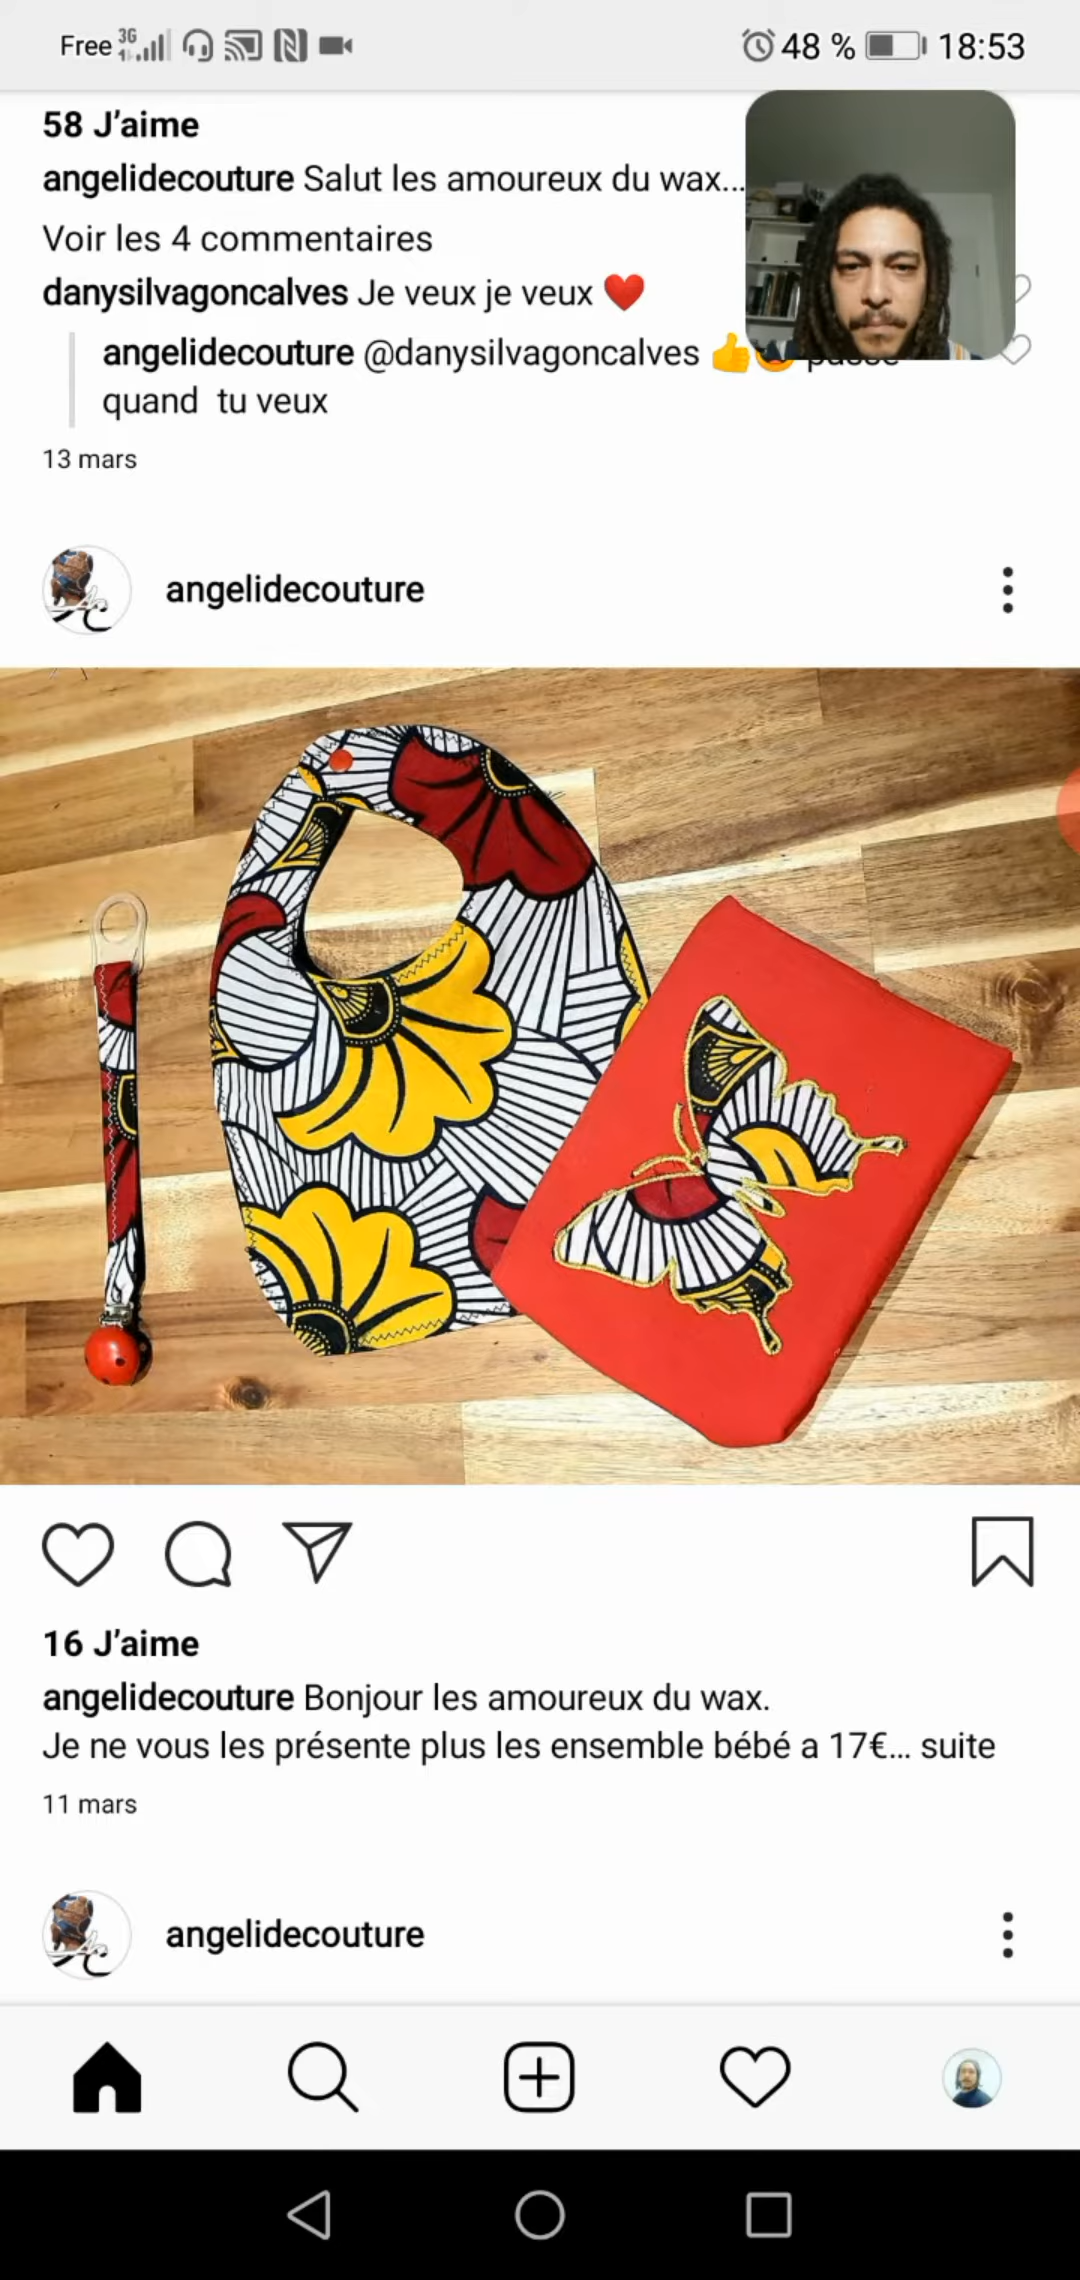 Free 3G 48 % 18:53
58 J'aime
angelidecouture Salut les amoureux du wax...
Voir les 4 commentaires
danysilvagoncalves Je veux je veux ❤️
angelidecouture @danysilvagoncalves 👍
quand tu veux
13 mars
angelidecouture
16 J'aime
angelidecouture Bonjour les amoureux du wax.
Je ne vous les présente plus les ensemble bébé a 17€... suite
11 mars
angelidecouture